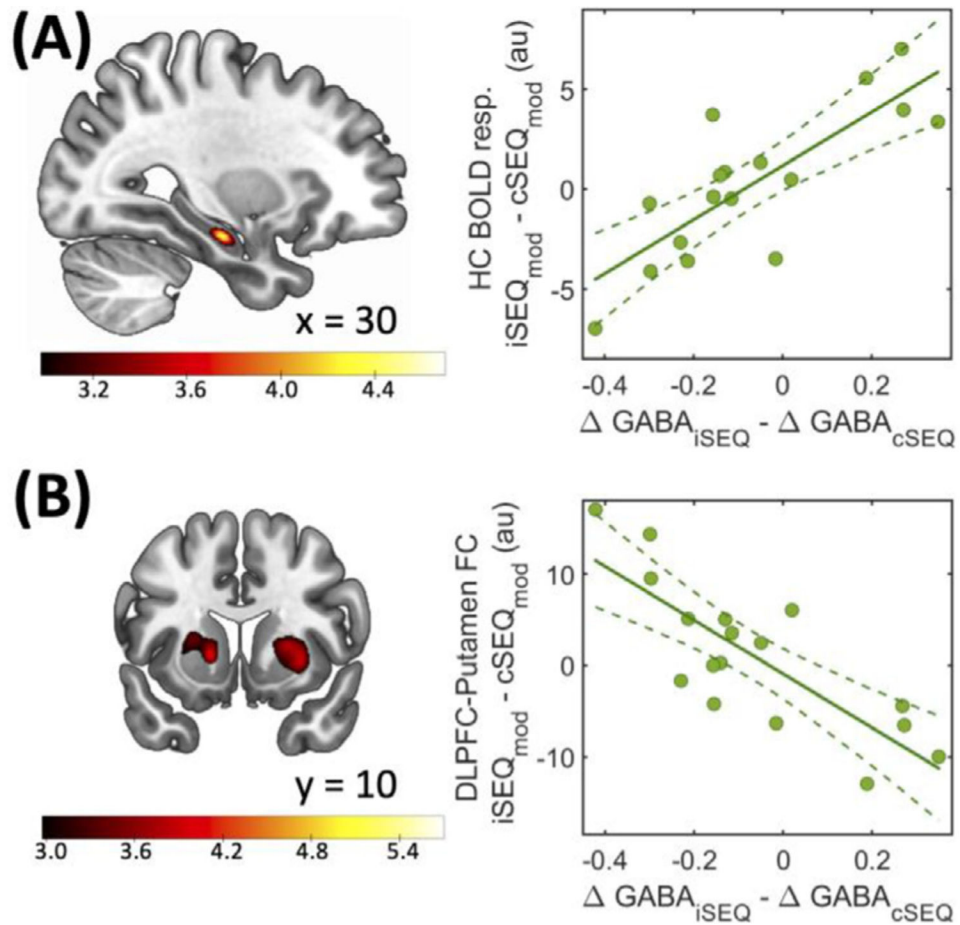 (A)
x = 30
3.2 3.6 4.0 4.4
HC BOLD resp.
iSEQmod - cSEQmod (au)
5
0
-5
-0.4 -0.2 0 0.2
Δ GABAiSEQ - Δ GABAcSEQ
(B)
y = 10
3.0 3.6 4.2 4.8 5.4
DLPFC-Putamen FC
iSEQmod - cSEQmod (au)
10
0
-10
-0.4 -0.2 0 0.2
Δ GABAiSEQ - Δ GABAcSEQ